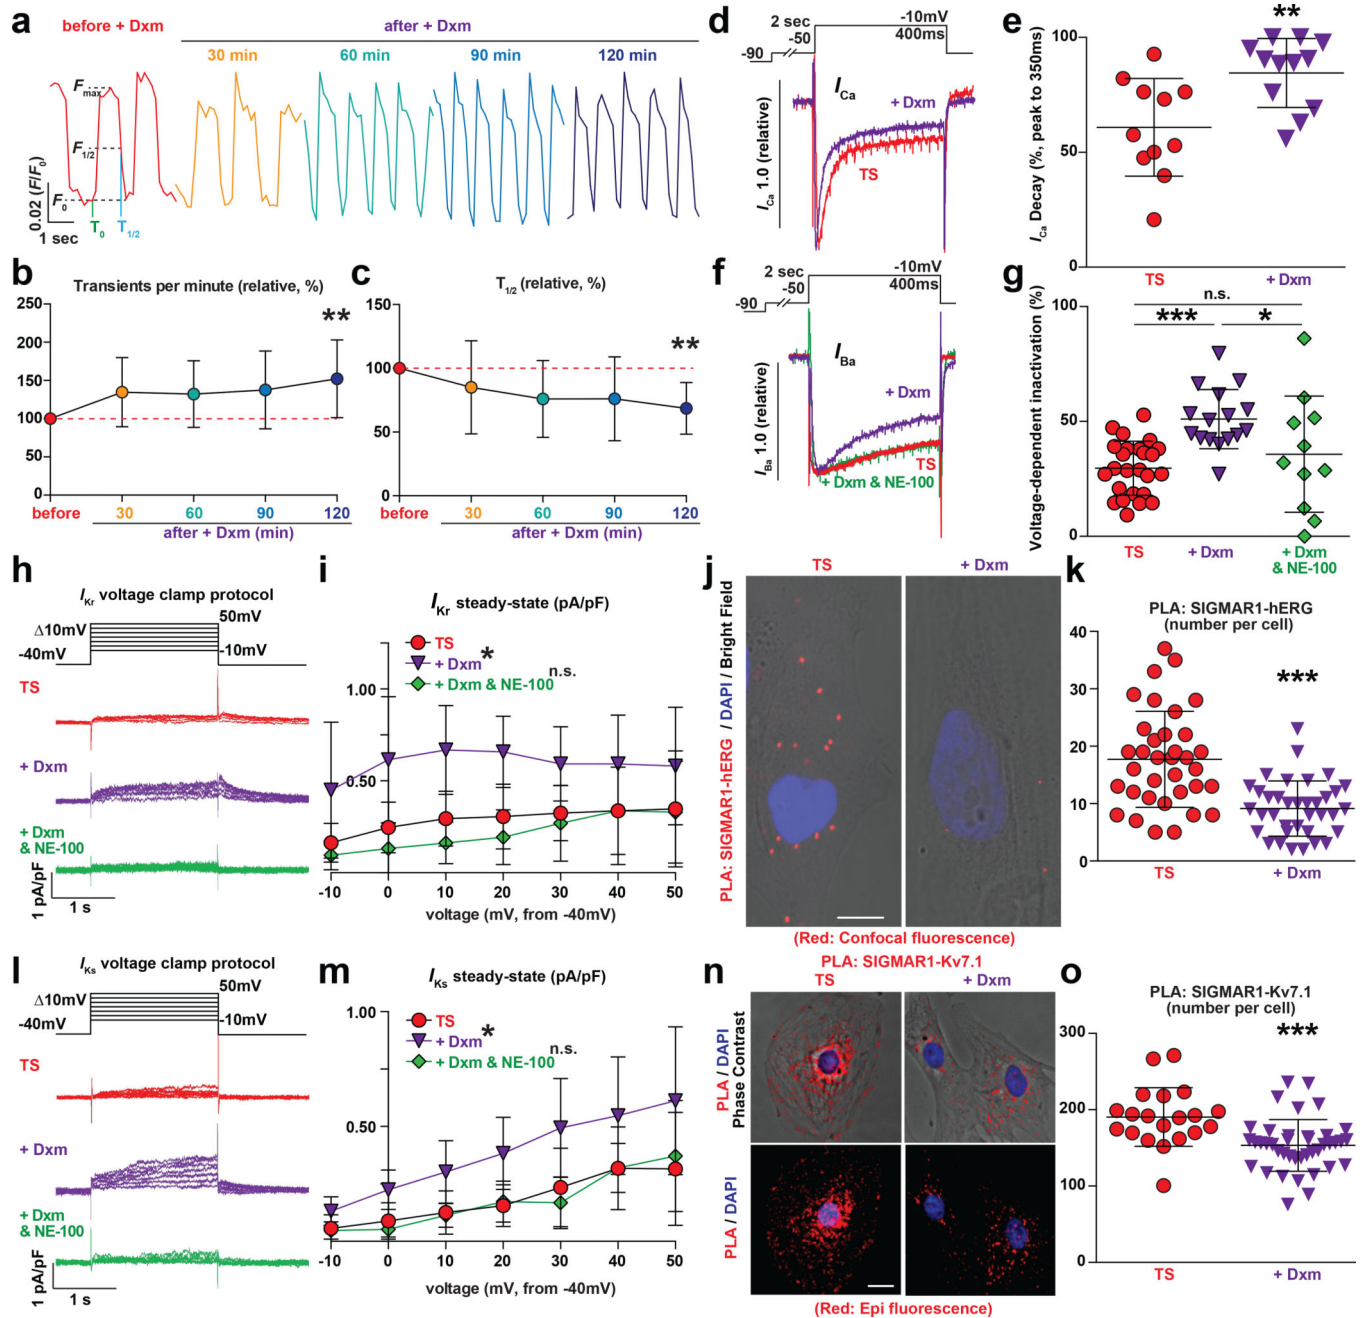 a
before + Dxm
after + Dxm
30 min
60 min
90 min
120 min
Fmax
F1/2
F0
T0
T1/2
0.02 (F/F0)
1 sec
b
Transients per minute (relative, %)
250
200
150
100
50
0
before
30
60
90
120
after + Dxm (min)
**
c
T1/2 (relative, %)
150
100
50
0
before
30
60
90
120
after + Dxm (min)
**
d
2 sec
-10mV
-50
400ms
-90
ICa
+ Dxm
TS
ICa 1.0 (relative)
e
ICa Decay (%, peak to 350ms)
100
50
0
TS
+ Dxm
**
f
2 sec
-10mV
-50
400ms
-90
IBa
+ Dxm
TS
+ Dxm & NE-100
IBa 1.0 (relative)
g
Voltage-dependent inactivation (%)
100
50
0
n.s.
***
*
TS
+ Dxm
+ Dxm
& NE-100
h
IKr voltage clamp protocol
50mV
Δ10mV
-40mV
-10mV
TS
+ Dxm
+ Dxm
& NE-100
1 pA/pF
1 s
i
IKr steady-state (pA/pF)
TS
+ Dxm
*
+ Dxm & NE-100
n.s.
1.00
0.50
-10
0
10
20
30
40
50
voltage (mV, from -40mV)
j
TS
+ Dxm
PLA: SIGMAR1-hERG / DAPI / Bright Field
(Red: Confocal fluorescence)
k
PLA: SIGMAR1-hERG
(number per cell)
40
30
20
10
0
***
TS
+ Dxm
l
IKs voltage clamp protocol
50mV
Δ10mV
-40mV
-10mV
TS
+ Dxm
+ Dxm
& NE-100
1 pA/pF
1 s
m
IKs steady-state (pA/pF)
1.00
TS
+ Dxm
*
+ Dxm & NE-100
n.s.
0.50
-10
0
10
20
30
40
50
voltage (mV, from -40mV)
n
PLA: SIGMAR1-Kv7.1
TS
+ Dxm
PLA / DAPI
Phase Contrast
PLA / DAPI
(Red: Epi fluorescence)
o
PLA: SIGMAR1-Kv7.1
(number per cell)
300
200
100
0
***
TS
+ Dxm